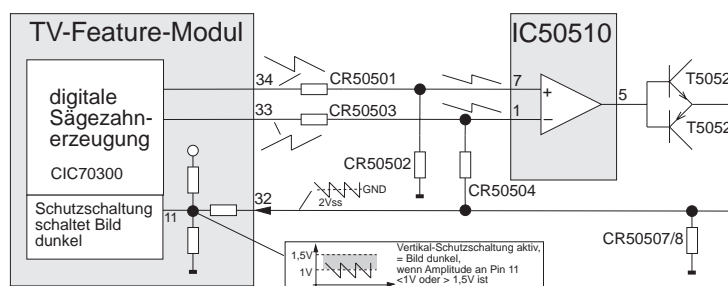 TV-Feature-Modul
IC50510
34
CR50501
7
5
T5052
digitale
Sägezahn-
erzeugung
CIC70300
33
CR50503
1
T5052
+
–
CR50502
CR50504
32
GND
2Vss
Schutzschaltung
schaltet Bild
dunkel
11
CR50507/8
1,5V
1V
Vertikal-Schutzschaltung aktiv,
= Bild dunkel,
wenn Amplitude an Pin 11
<1V oder > 1,5V ist